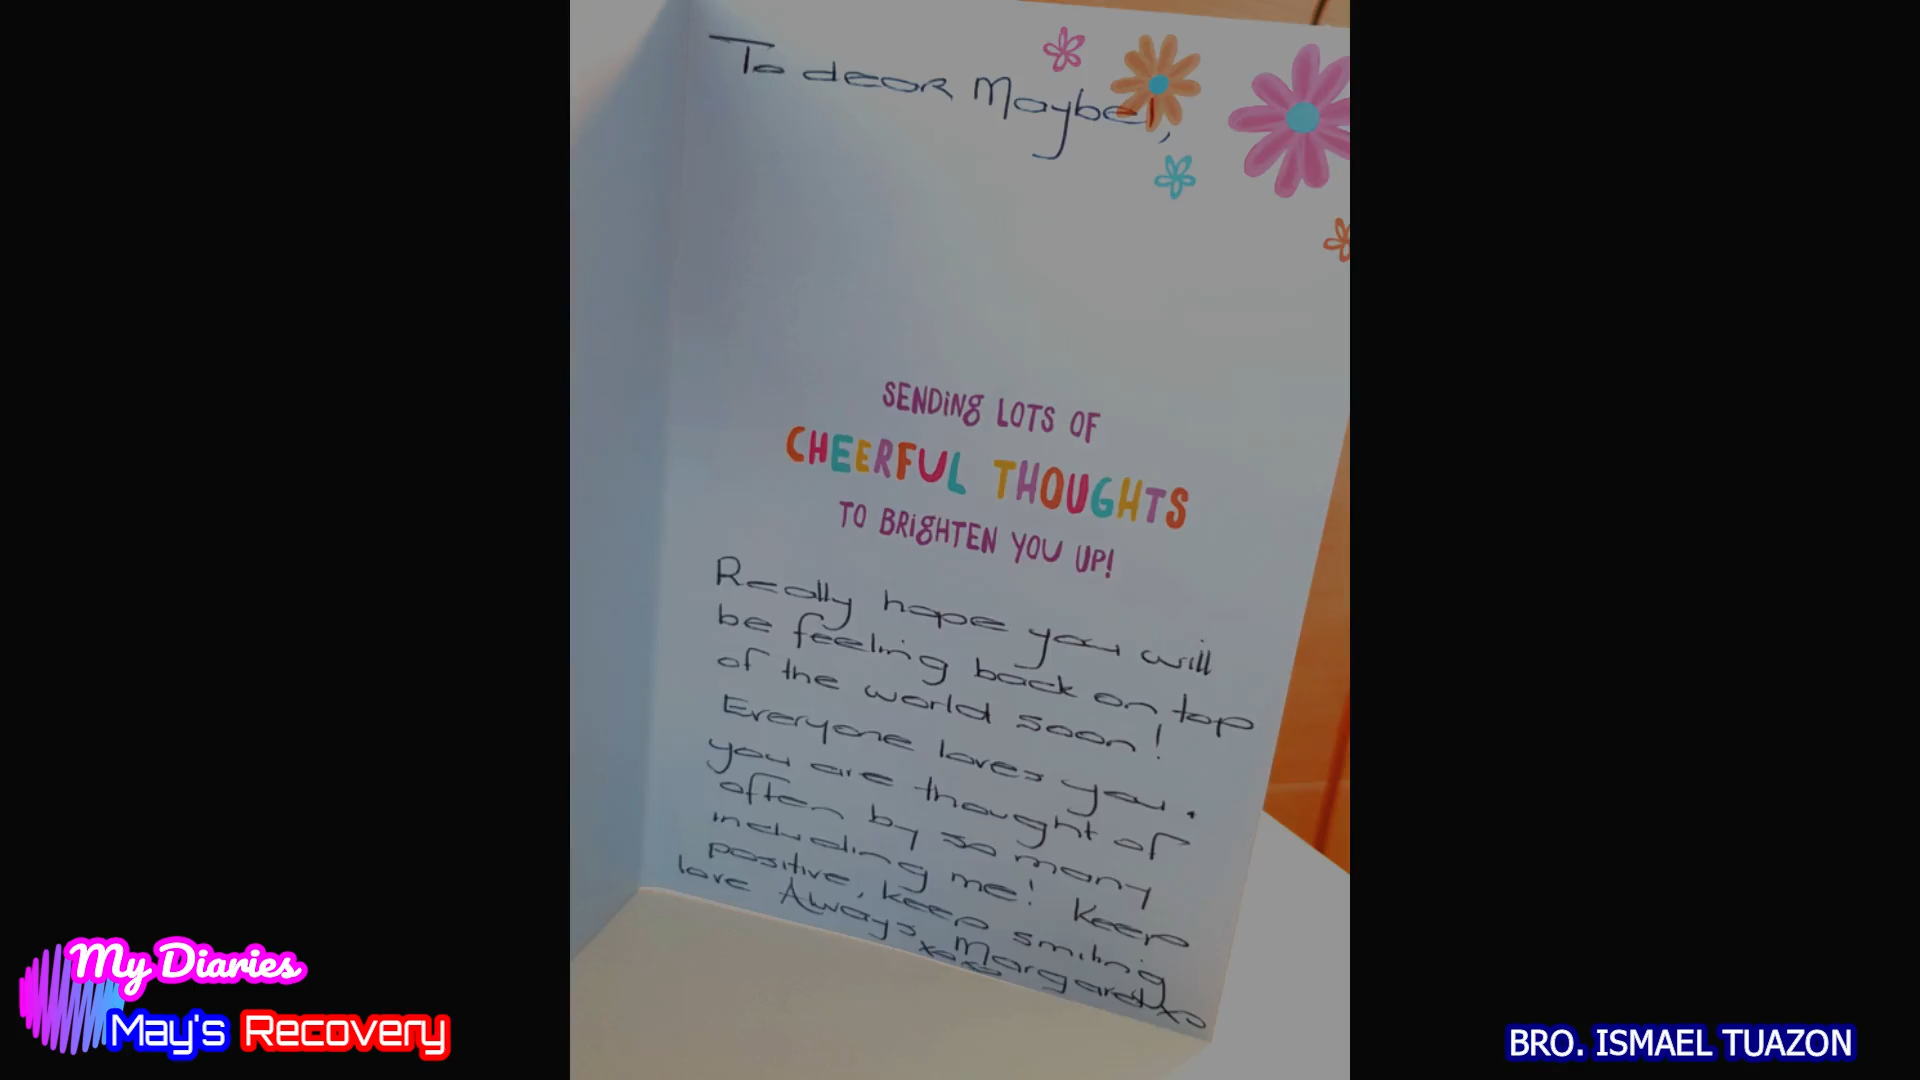 To dear Maybel,
SENDING LOTS OF
CHEERFUL THOUGHTS
TO BRIGHTEN YOU UP!
Really hope you will
be feeling back on top
of the world soon!
Everyone loves you.
you are thought of
often by so many
including me! Keep
positive, keep smiling
love Always Margaret xo
xoxo
My Diaries
May's Recovery
BRO. ISMAEL TUAZON